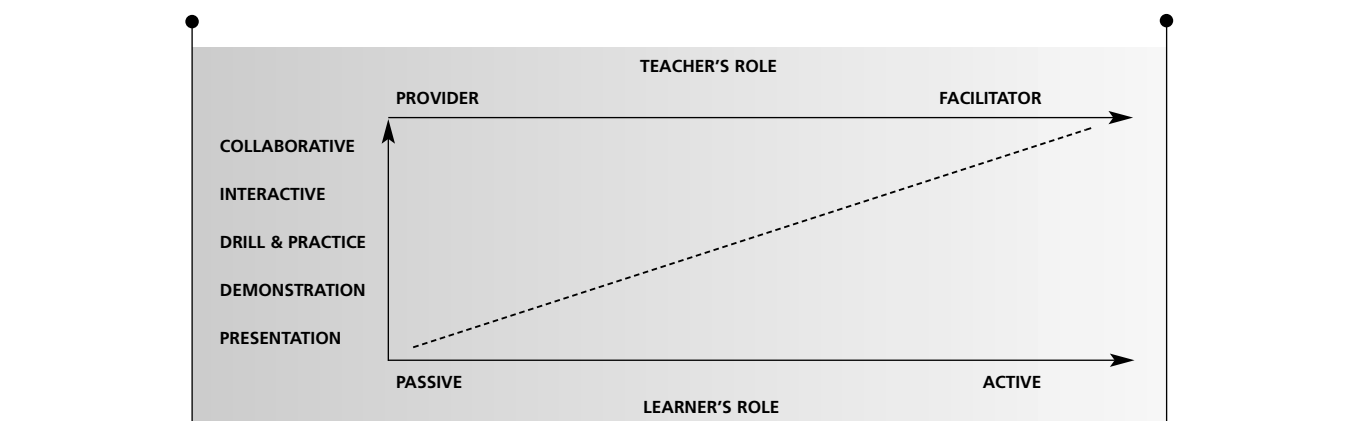 TEACHER’S ROLE
PROVIDER FACILITATOR
COLLABORATIVE
INTERACTIVE
DRILL & PRACTICE
DEMONSTRATION
PRESENTATION
PASSIVE ACTIVE
LEARNER’S ROLE